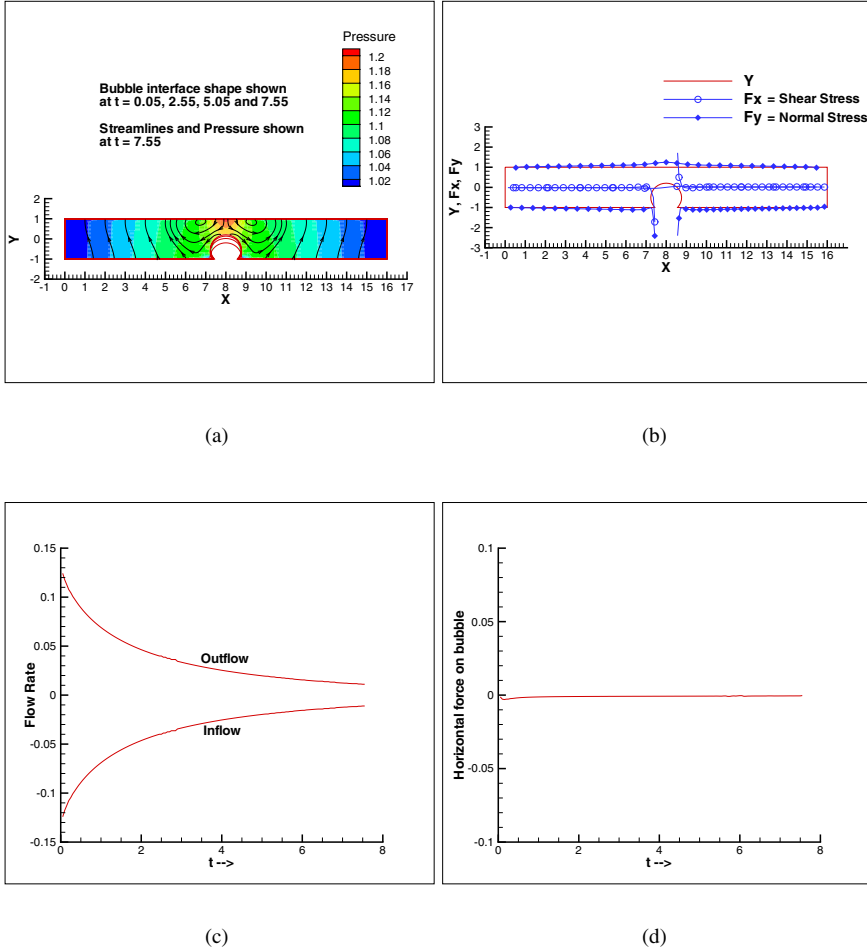 Pressure
1.2
1.18
1.16
1.14
1.12
1.1
1.08
1.06
1.04
1.02
Bubble interface shape shown
at t = 0.05, 2.55, 5.05 and 7.55
Streamlines and Pressure shown
at t = 7.55
Y
2
1
0
-1
-2
-1 0 1 2 3 4 5 6 7 8 9 10 11 12 13 14 15 16 17
X
(a)
Y
Fx = Shear Stress
Fy = Normal Stress
Y, Fx, Fy
3
2
1
0
-1
-2
-3
-1 0 1 2 3 4 5 6 7 8 9 10 11 12 13 14 15 16
X
(b)
Flow Rate
0.15
0.1
0.05
0
-0.05
-0.1
-0.15
Outflow
Inflow
0 2 4 6 8
t -->
(c)
Horizontal force on bubble
0.1
0.05
0
-0.05
-0.1
0 2 4 6 8
t -->
(d)